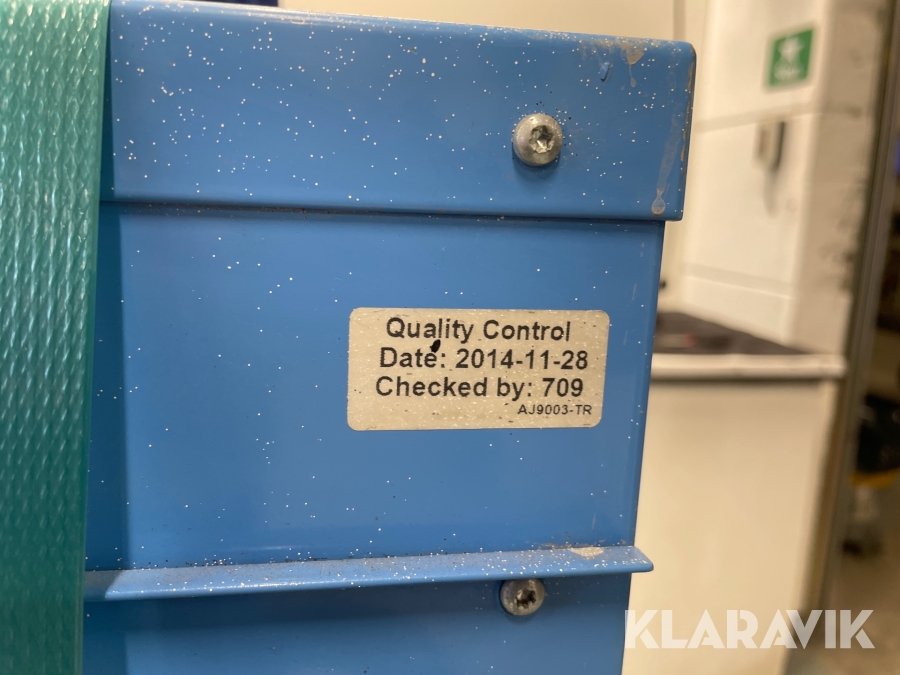 Quality Control
Date: 2014-11-28
Checked by: 709
AJ9003-TR
KLARAVIK